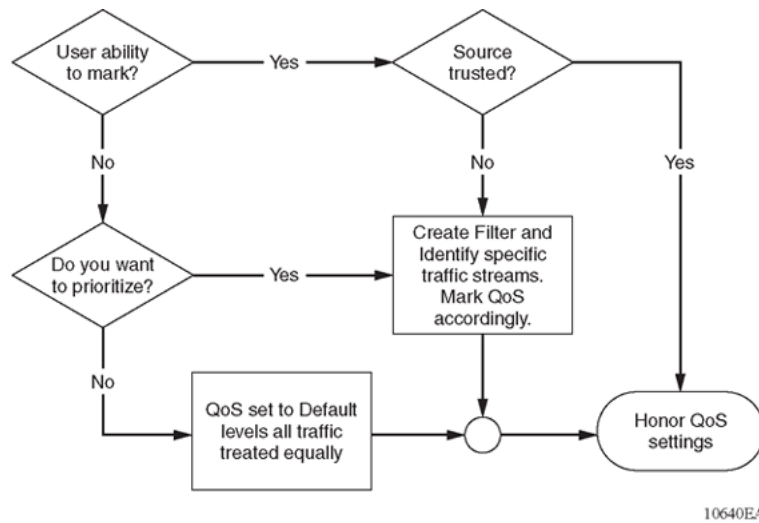 User ability
to mark?
Yes
Source
trusted?
No
No
Yes
Do you want
to prioritize?
Yes
Create Filter and
Identify specific
traffic streams.
Mark QoS
accordingly.
No
QoS set to Default
levels all traffic
treated equally
Honor QoS
settings
10640EA